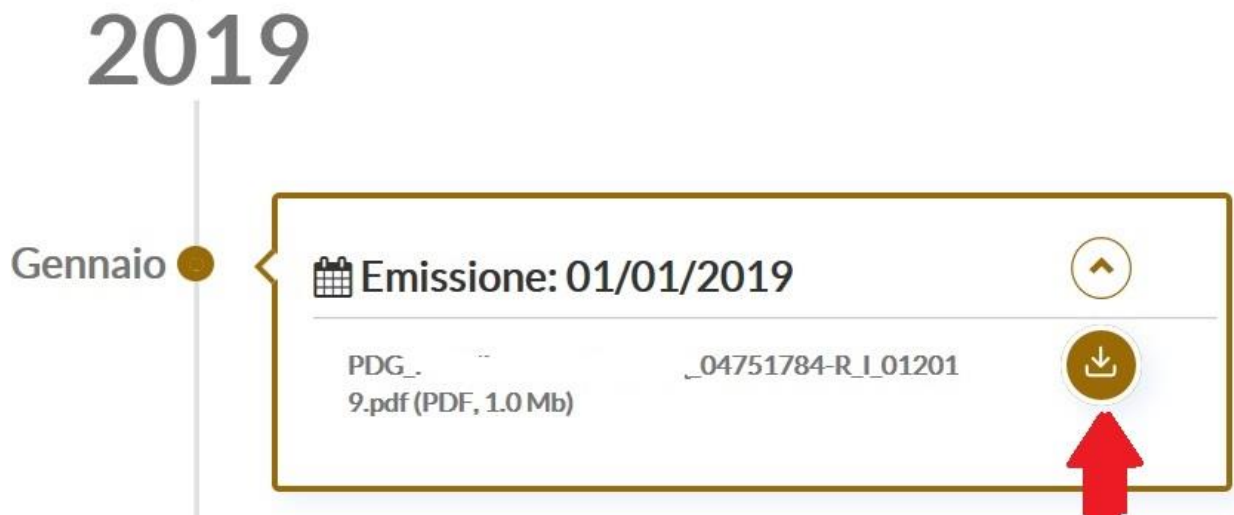 2019
Gennaio
Emissione: 01/01/2019
PDG_. _04751784-R_I_01201
9.pdf (PDF, 1.0 Mb)